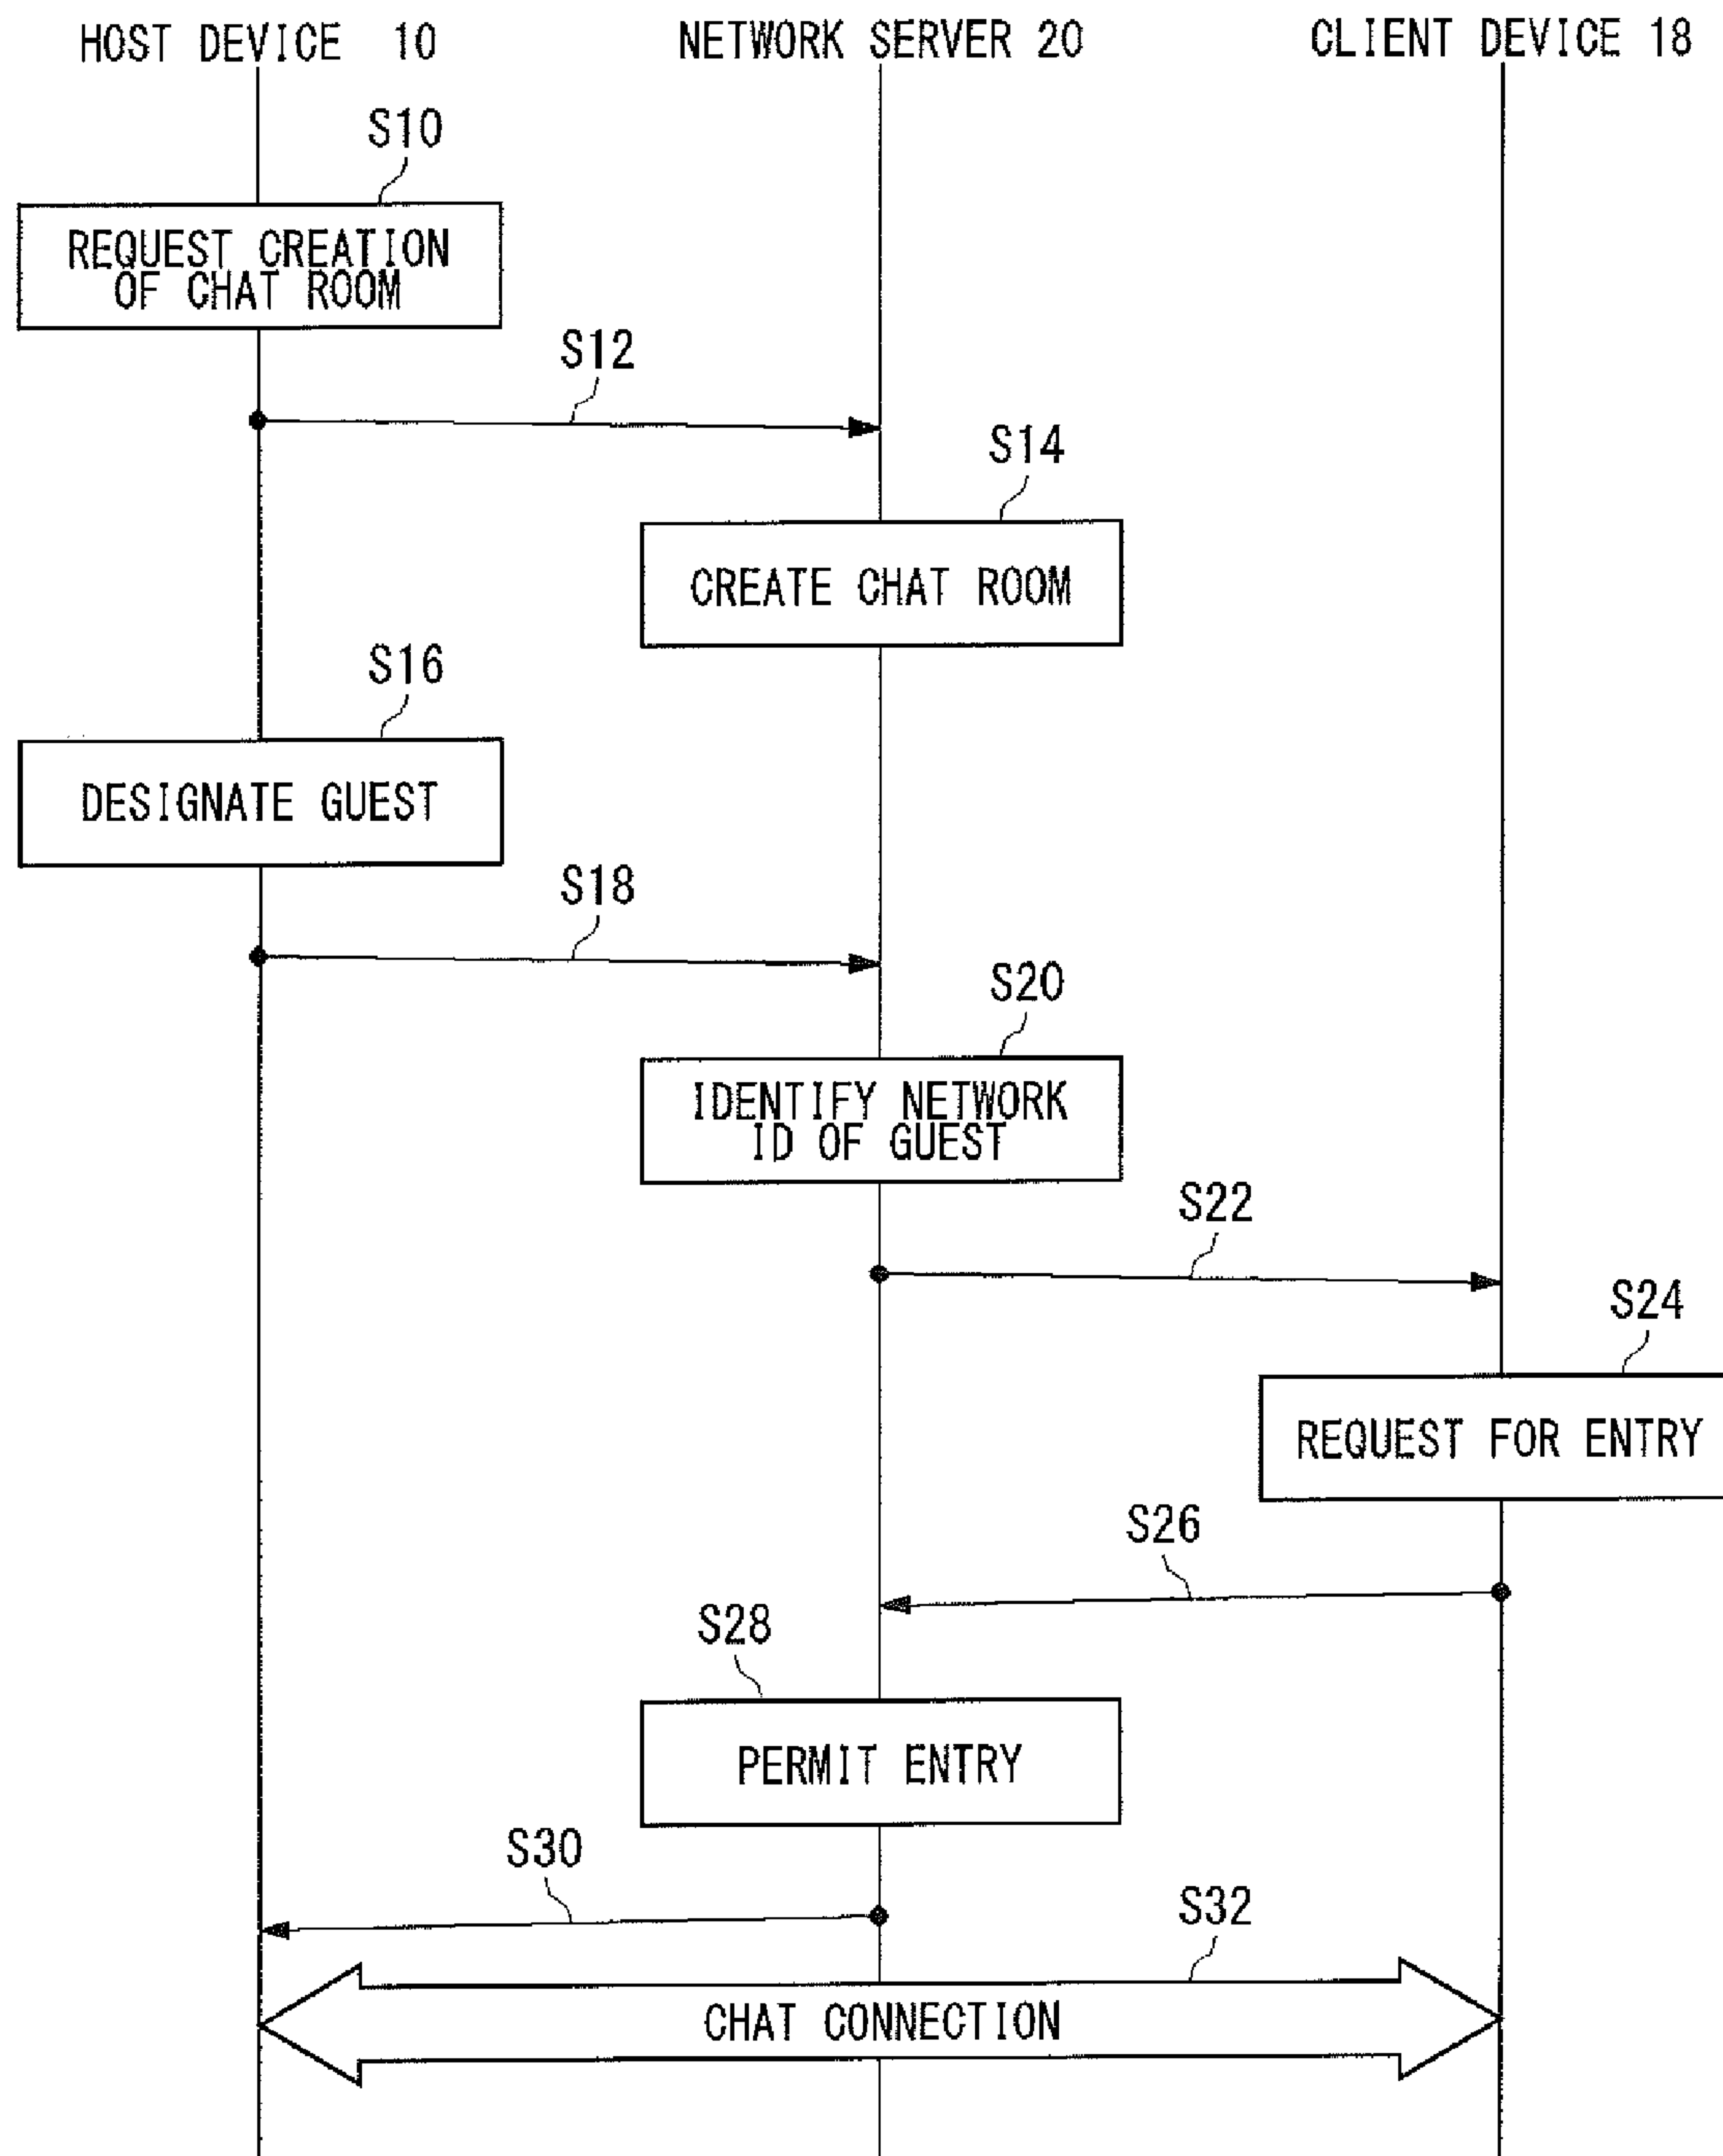 HOST DEVICE 10
NETWORK SERVER 20
CLIENT DEVICE 18
S10
REQUEST CREATION
OF CHAT ROOM
S12
S14
CREATE CHAT ROOM
S16
DESIGNATE GUEST
S18
S20
IDENTIFY NETWORK
ID OF GUEST
S22
S24
REQUEST FOR ENTRY
S26
S28
PERMIT ENTRY
S30
S32
CHAT CONNECTION